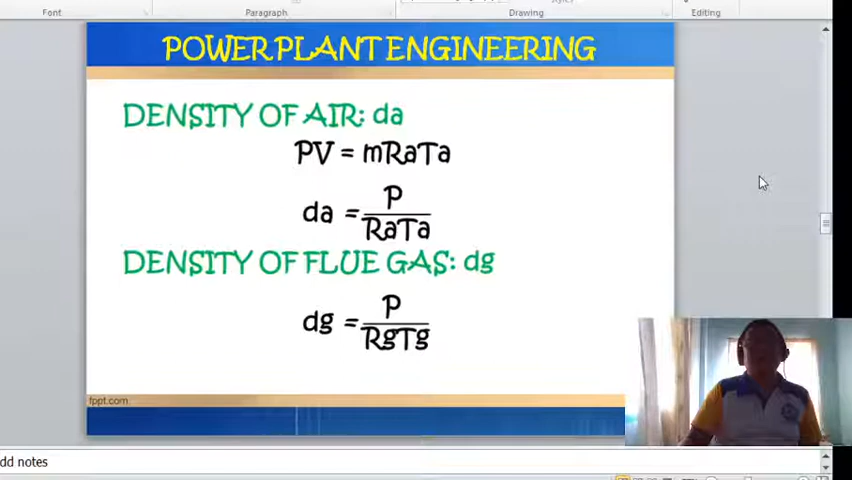 Font Paragraph Drawing Editing
POWER PLANT ENGINEERING
DENSITY OF AIR: da
PV = mRaTa
da = P
RaTa
DENSITY OF FLUE GAS: dg
dg = P
RgTg
fppt.com
dd notes